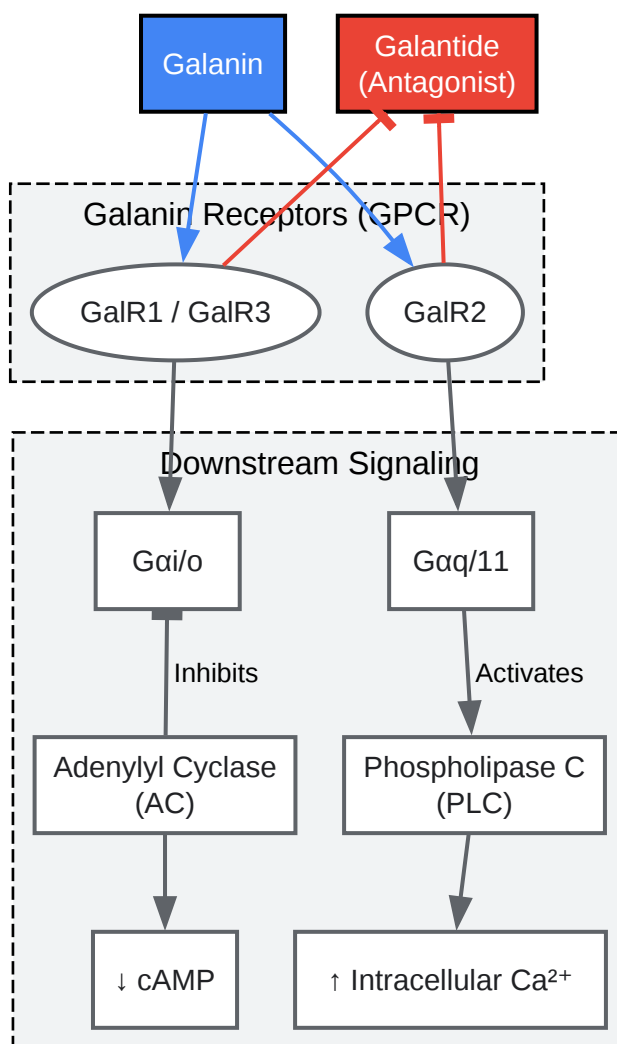 Galanin
Galantide
(Antagonist)
Galanin Receptors (GPCR)
GalR1 / GalR3
GalR2
Downstream Signaling
Gαi/o
Gαq/11
Inhibits
Activates
Adenylyl Cyclase
(AC)
Phospholipase C
(PLC)
↓ cAMP
↑ Intracellular Ca²⁺